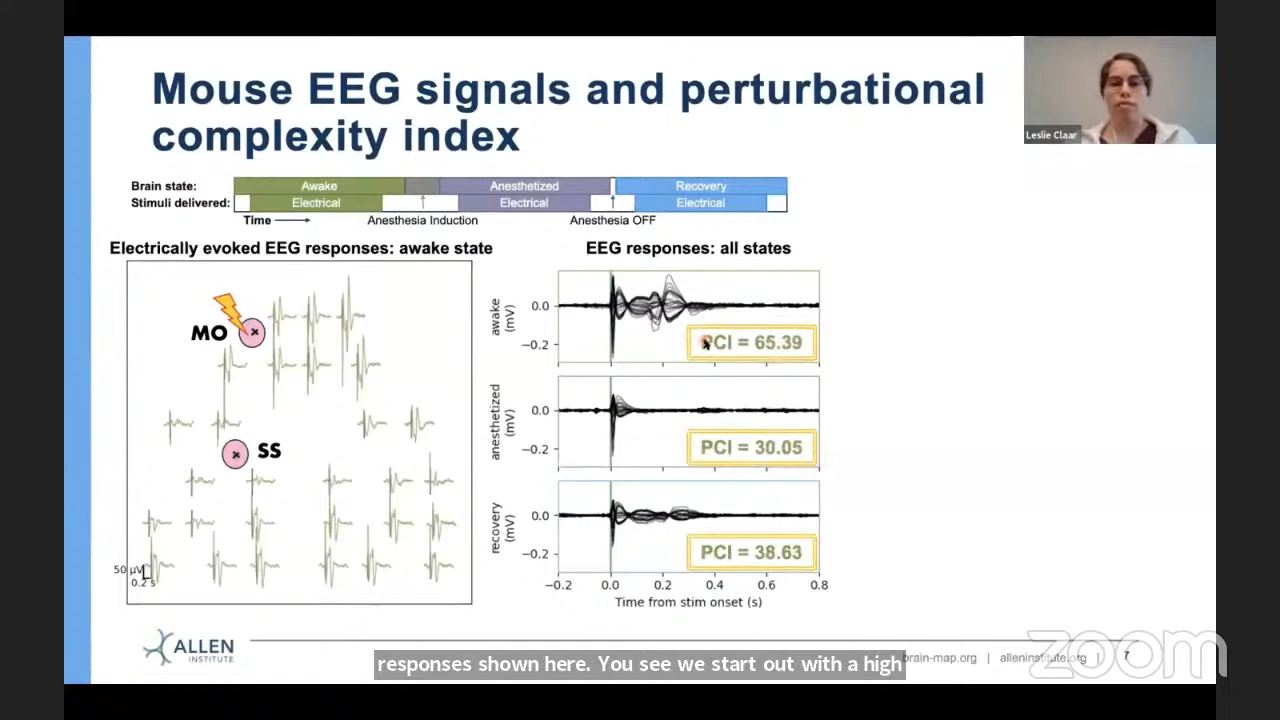 Mouse EEG signals and perturbational
complexity index
Leslie Claar
Brain state:
Awake
Anesthetized
Recovery
Stimuli delivered:
Electrical
Electrical
Electrical
Time
Anesthesia Induction
Anesthesia OFF
Electrically evoked EEG responses: awake state
EEG responses: all states
MO
SS
50 µV
0.2 s
awake
(mV)
0.0
−0.2
PCI = 65.39
anesthetized
(mV)
0.0
−0.2
PCI = 30.05
recovery
(mV)
0.0
−0.2
PCI = 38.63
−0.2 0.0 0.2 0.4 0.6 0.8
Time from stim onset (s)
ALLEN
INSTITUTE
brain-map.org | alleninstitute.org | 7
zoom
responses shown here. You see we start out with a high